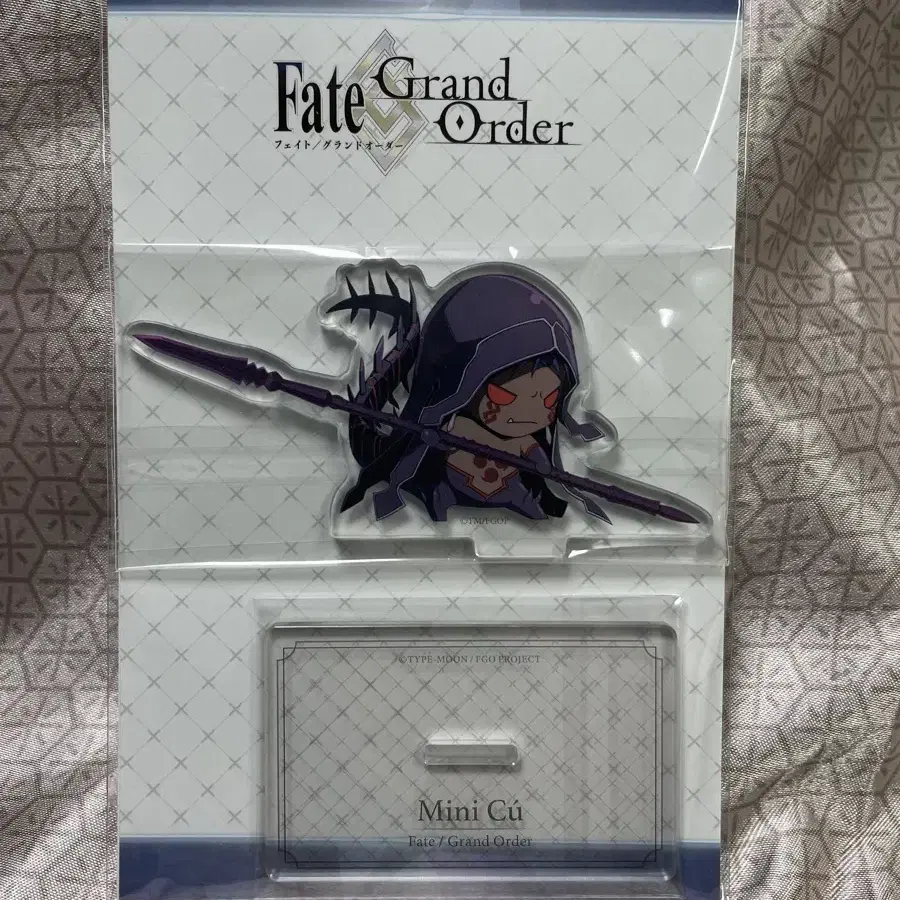 Fate
Grand
Order
フェイト/グランドオーダー
©TM/FGOP
©TYPE-MOON / FGO PROJECT
Mini Cú
Fate / Grand Order